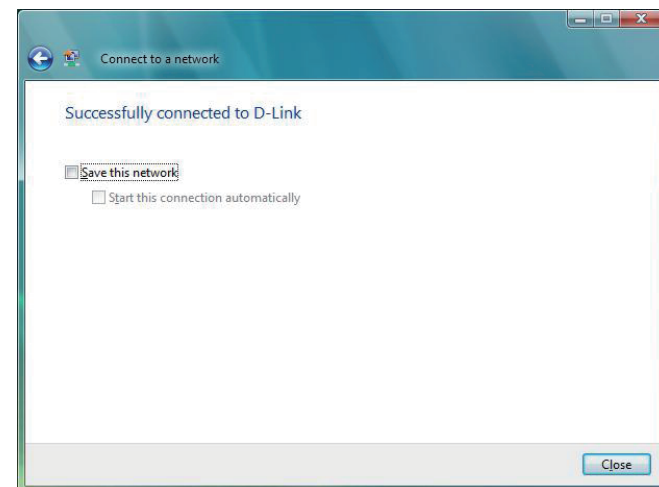 Connect to a network
Successfully connected to D-Link
Save this network
Start this connection automatically
Close